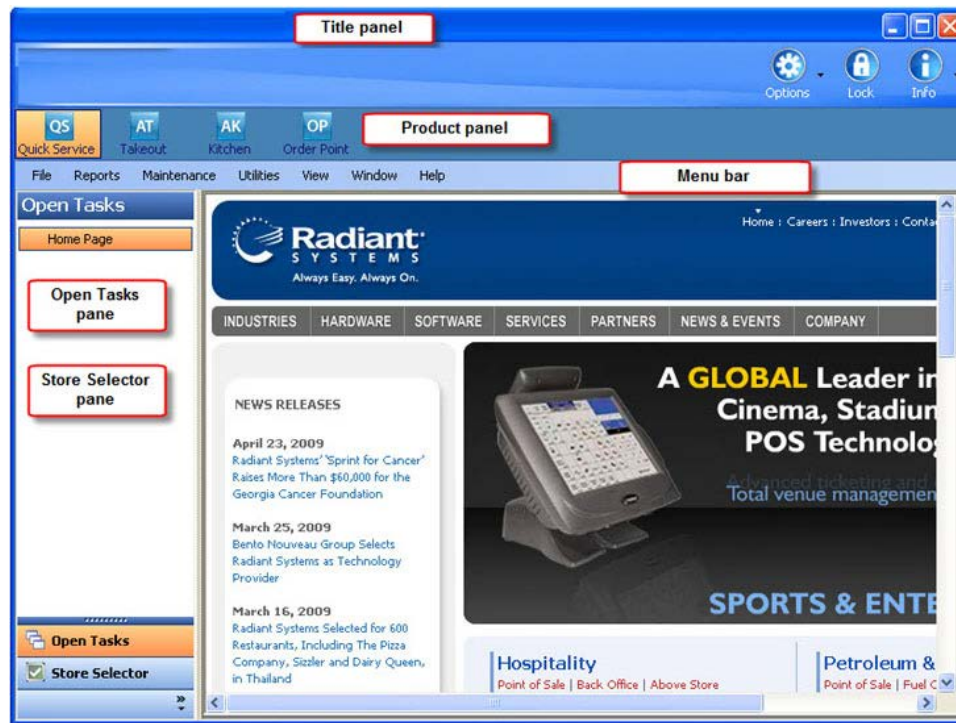 Title panel
Options
Lock
Info
QS
AT
AK
OP
Quick Service
Takeout
Kitchen
Order Point
Product panel
File Reports Maintenance Utilities View Window Help
Menu bar
Open Tasks
Home Page
Open Tasks
pane
Store Selector
pane
Open Tasks
Store Selector
Home : Careers : Investors : Conta
Radiant
SYSTEMS
Always Easy. Always On.
INDUSTRIES HARDWARE SOFTWARE SERVICES PARTNERS NEWS & EVENTS COMPANY
NEWS RELEASES
April 23, 2009
Radiant Systems' 'Sprint for Cancer'
Raises More Than $60,000 for the
Georgia Cancer Foundation
March 25, 2009
Bento Nouveau Group Selects
Radiant Systems as Technology
Provider
March 16, 2009
Radiant Systems Selected for 600
Restaurants, Including The Pizza
Company, Sizzler and Dairy Queen,
in Thailand
A GLOBAL Leader in
Cinema, Stadium
POS Technolo
Advanced ticketing and
Total venue managemen
SPORTS & ENTE
Hospitality
Point of Sale | Back Office | Above Store
Petroleum &
Point of Sale | Fuel C